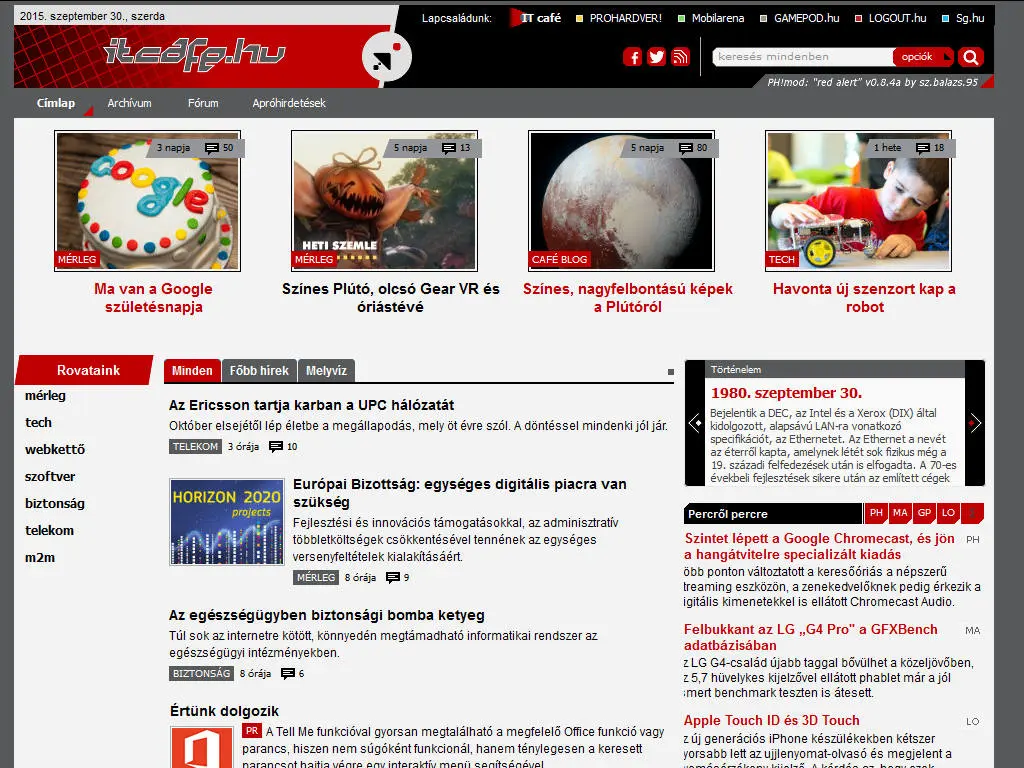 2015. szeptember 30., szerda
Lapcsaládunk: IT café PROHARDVER! Mobilarena GAMEPOD.hu LOGOUT.hu Sg.hu
itcafe.hu
keresés mindenben opciók
PH!mod: "red alert" v0.8.4a by sz.balazs.95
Címlap Archívum Fórum Apróhirdetések
3 napja 50
Google
MÉRLEG
Ma van a Google
születésnapja
5 napja 13
HETI SZEMLE
MÉRLEG
Színes Plútó, olcsó Gear VR és
óriástévé
5 napja 80
CAFÉ BLOG
Színes, nagyfelbontású képek
a Plútóról
1 hete 18
TECH
Havonta új szenzort kap a
robot
Rovataink
mérleg
tech
webkettő
szoftver
biztonság
telekom
m2m
Minden Főbb hírek Mélyvíz
Az Ericsson tartja karban a UPC hálózatát
Október elsejétől lép életbe a megállapodás, mely öt évre szól. A döntéssel mindenki jól jár.
TELEKOM 3 órája 10
HORIZON 2020
projects
Európai Bizottság: egységes digitális piacra van
szükség
Fejlesztési és innovációs támogatásokkal, az adminisztratív
többletköltségek csökkentésével tennének az egységes
versenyfeltételek kialakításáért.
MÉRLEG 8 órája 9
Az egészségügyben biztonsági bomba ketyeg
Túl sok az internetre kötött, könnyedén megtámadható informatikai rendszer az
egészségügyi intézményekben.
BIZTONSÁG 8 órája 6
Értünk dolgozik
PR A Tell Me funkcióval gyorsan megtalálható a megfelelő Office funkció vagy
parancs, hiszen nem súgóként funkcionál, hanem ténylegesen a keresett
parancsot hajtja végre egy interaktív menü segítségével.
Történelem
1980. szeptember 30.
Bejelentik a DEC, az Intel és a Xerox (DIX) által
kidolgozott, alapsávú LAN-ra vonatkozó
specifikációt, az Ethernetet. Az Ethernet a nevét
az éterről kapta, amelynek létét sok fizikus még a
19. századi felfedezések után is elfogadta. A 70-es
évekbeli fejlesztések sikere után az említett cégek
Percről percre PH MA GP LO
Szintet lépett a Google Chromecast, és jön PH
a hangátvitelre specializált kiadás
öbb ponton változtatott a keresőóriás a népszerű
treaming eszközön, a zenekedvelőknek pedig érkezik a
igitális kimenetekkel is ellátott Chromecast Audio.
Felbukkant az LG „G4 Pro" a GFXBench MA
adatbázisában
z LG G4-család újabb taggal bővülhet a közeljövőben,
z 5,7 hüvelykes kijelzővel ellátott phablet már a jól
smert benchmark teszten is átesett.
Apple Touch ID és 3D Touch LO
z új generációs iPhone készülékekben kétszer
yorsabb lett az ujjlenyomat-olvasó és megjelent a